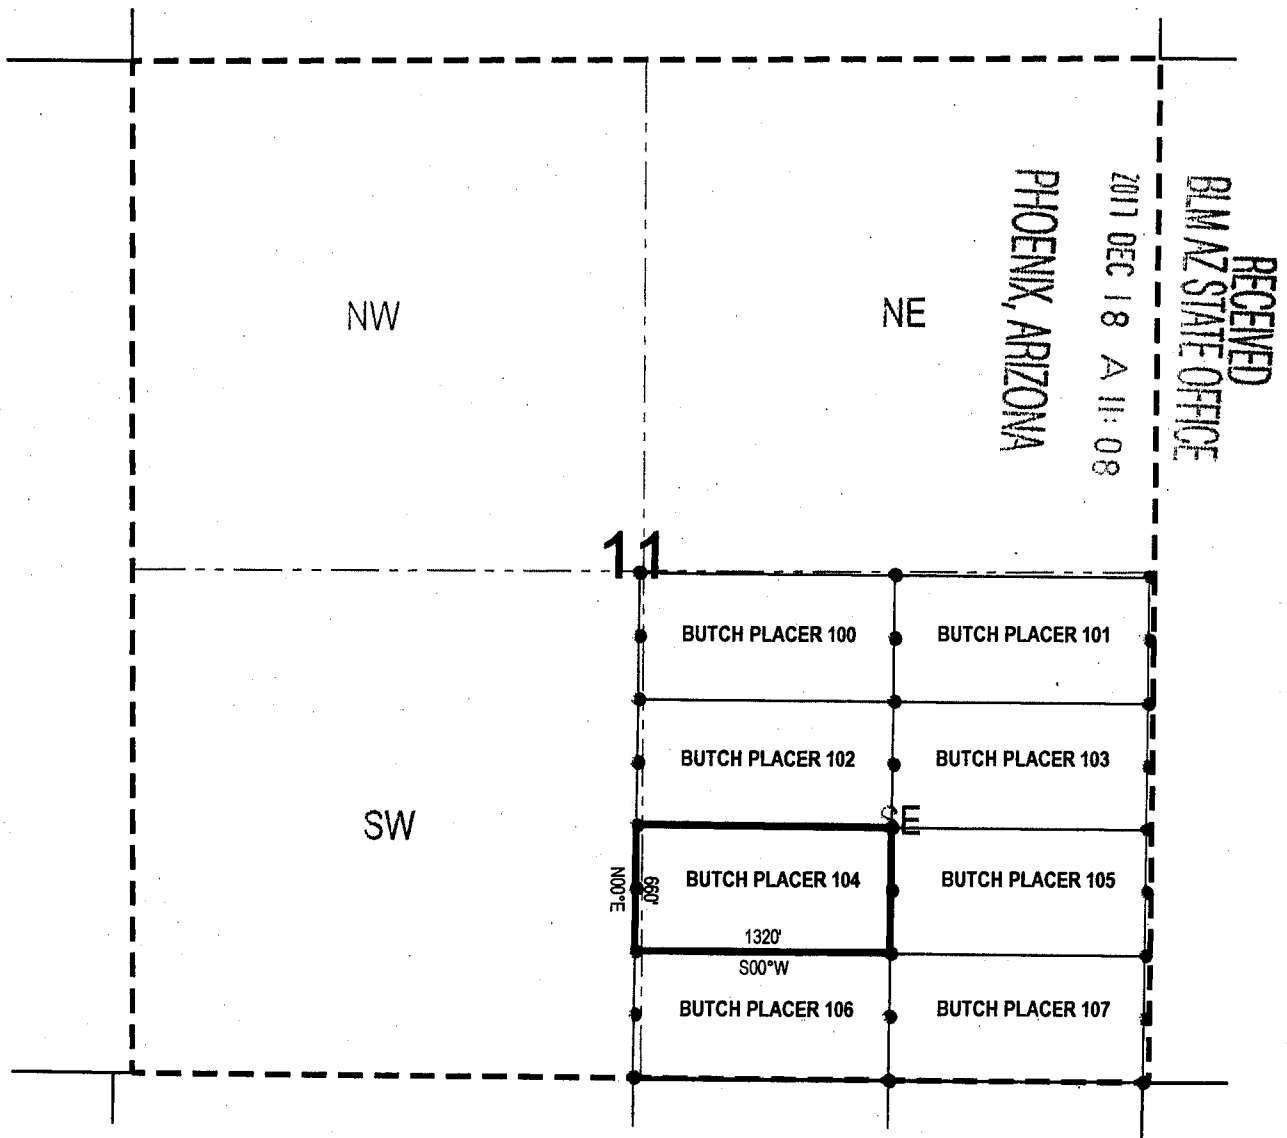 RECEIVED
BLM AZ STATE OFFICE
2017 DEC 18 A 11: 08
PHOENIX, ARIZONA
NW
NE
11
BUTCH PLACER 100
BUTCH PLACER 101
BUTCH PLACER 102
BUTCH PLACER 103
SW
SE
BUTCH PLACER 104
BUTCH PLACER 105
N00°E
660'
1320'
S00°W
BUTCH PLACER 106
BUTCH PLACER 107